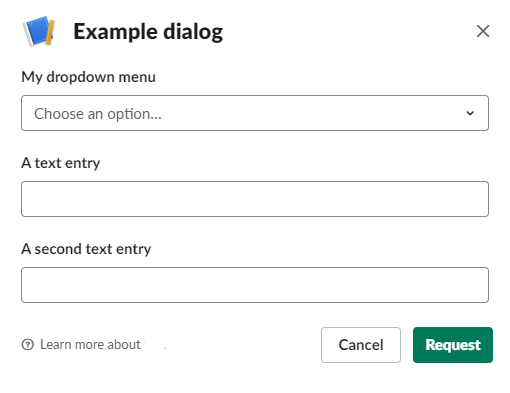 Example dialog
My dropdown menu
Choose an option...
A text entry
A second text entry
Learn more about
Cancel
Request